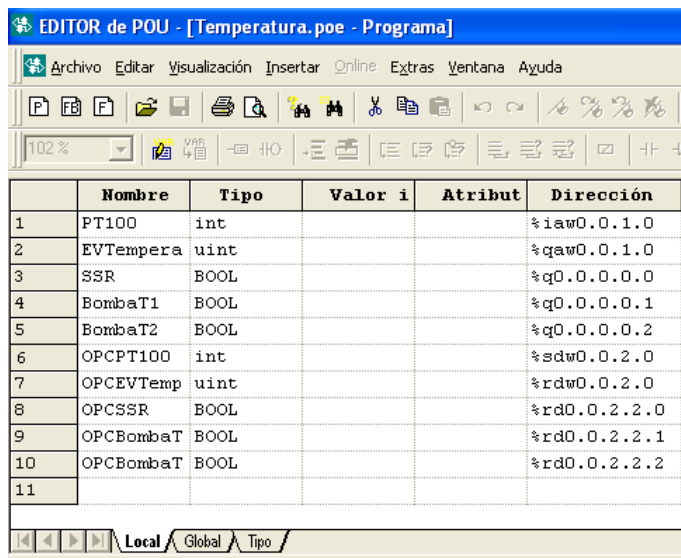 EDITOR de POU - [Temperatura.poe - Programa]
Archivo Editar Visualización Insertar Online Extras Ventana Ayuda
P FB F
102 % VAR
Nombre Tipo Valor i Atribut Dirección
1 PT100 int %iaw0.0.1.0
2 EVTempera uint %qaw0.0.1.0
3 SSR BOOL %q0.0.0.0.0
4 BombaT1 BOOL %q0.0.0.0.1
5 BombaT2 BOOL %q0.0.0.0.2
6 OPCPT100 int %sdw0.0.2.0
7 OPCEVTemp uint %rdw0.0.2.0
8 OPCSSR BOOL %rd0.0.2.2.0
9 OPCBombaT BOOL %rd0.0.2.2.1
10 OPCBombaT BOOL %rd0.0.2.2.2
11
Local Global Tipo